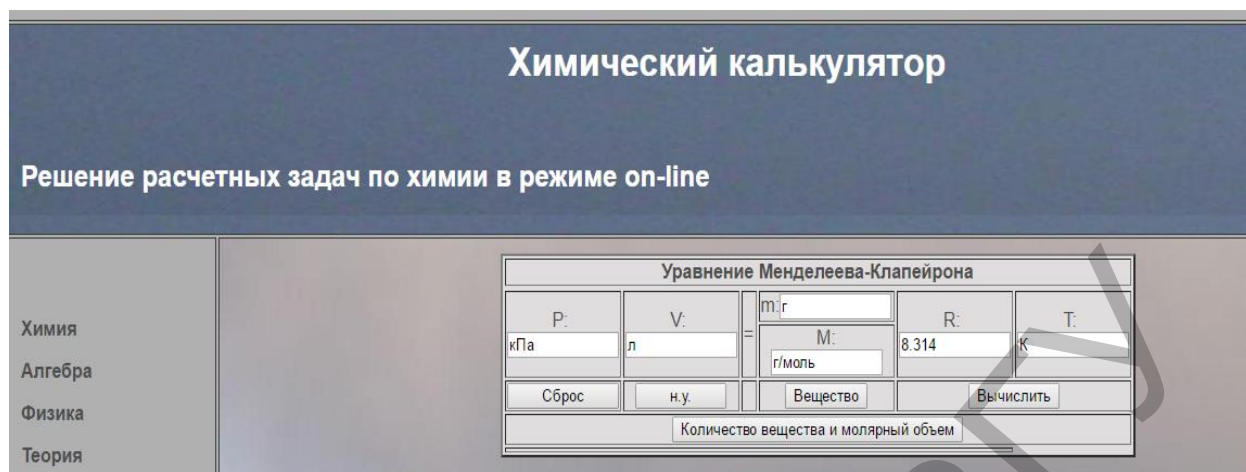 Химический калькулятор
Решение расчетных задач по химии в режиме on-line
Химия
Алгебра
Физика
Теория
Уравнение Менделеева-Клапейрона
P: V: = m: г R: T:
кПа л M: 8.314 К
г/моль
Сброс н.у. Вещество Вычислить
Количество вещества и молярный объем